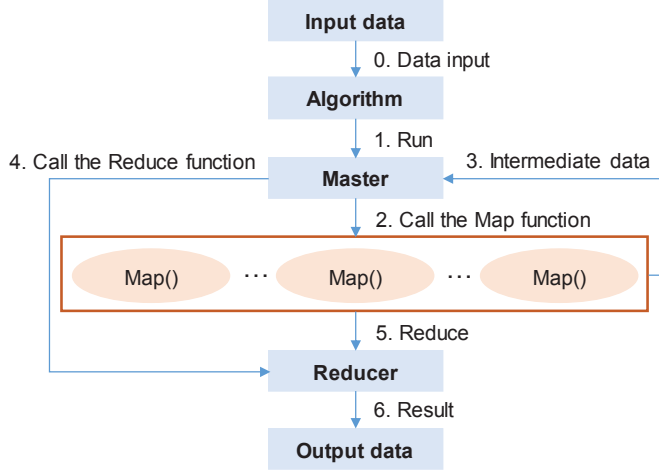 Input data
0. Data input
Algorithm
1. Run
4. Call the Reduce function
3. Intermediate data
Master
2. Call the Map function
Map() ... Map() ... Map()
5. Reduce
Reducer
6. Result
Output data